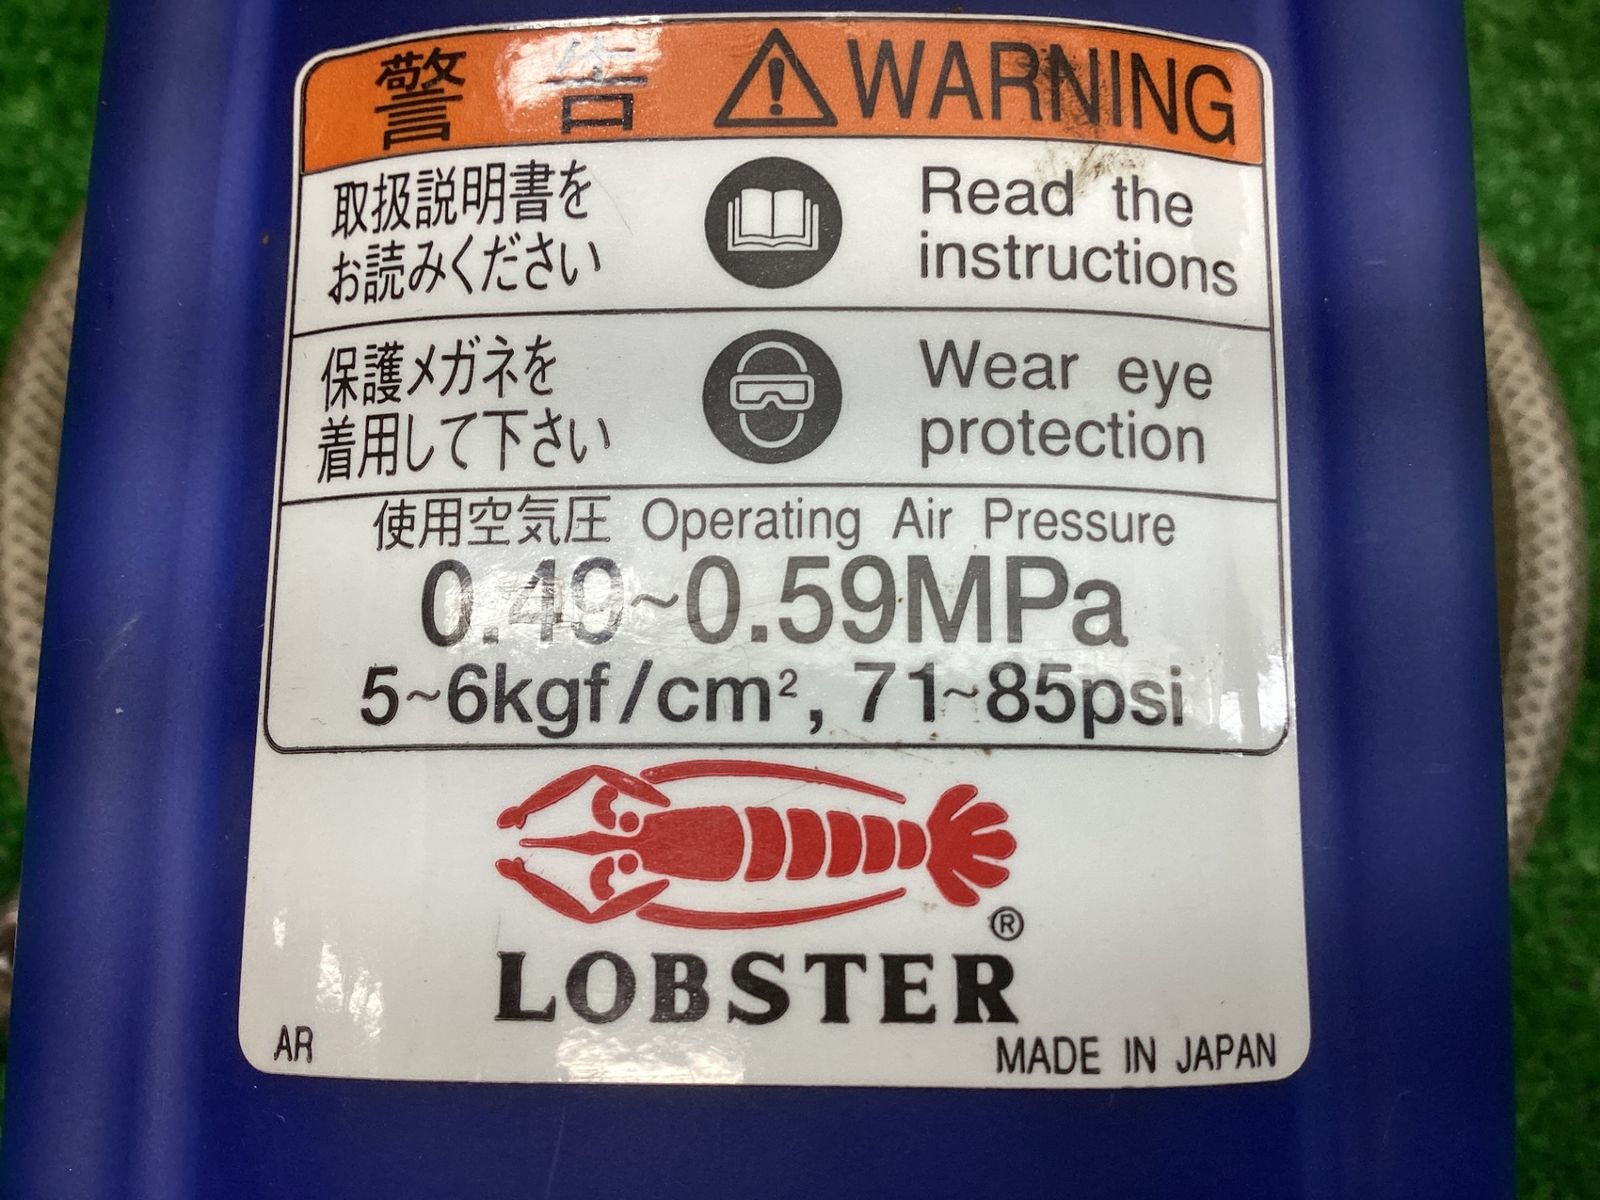 警告 WARNING
取扱説明書を
お読みください
Read the
instructions
保護メガネを
着用して下さい
Wear eye
protection
使用空気圧 Operating Air Pressure
0.49~0.59MPa
5~6kgf/cm², 71~85psi
®
LOBSTER
AR
MADE IN JAPAN